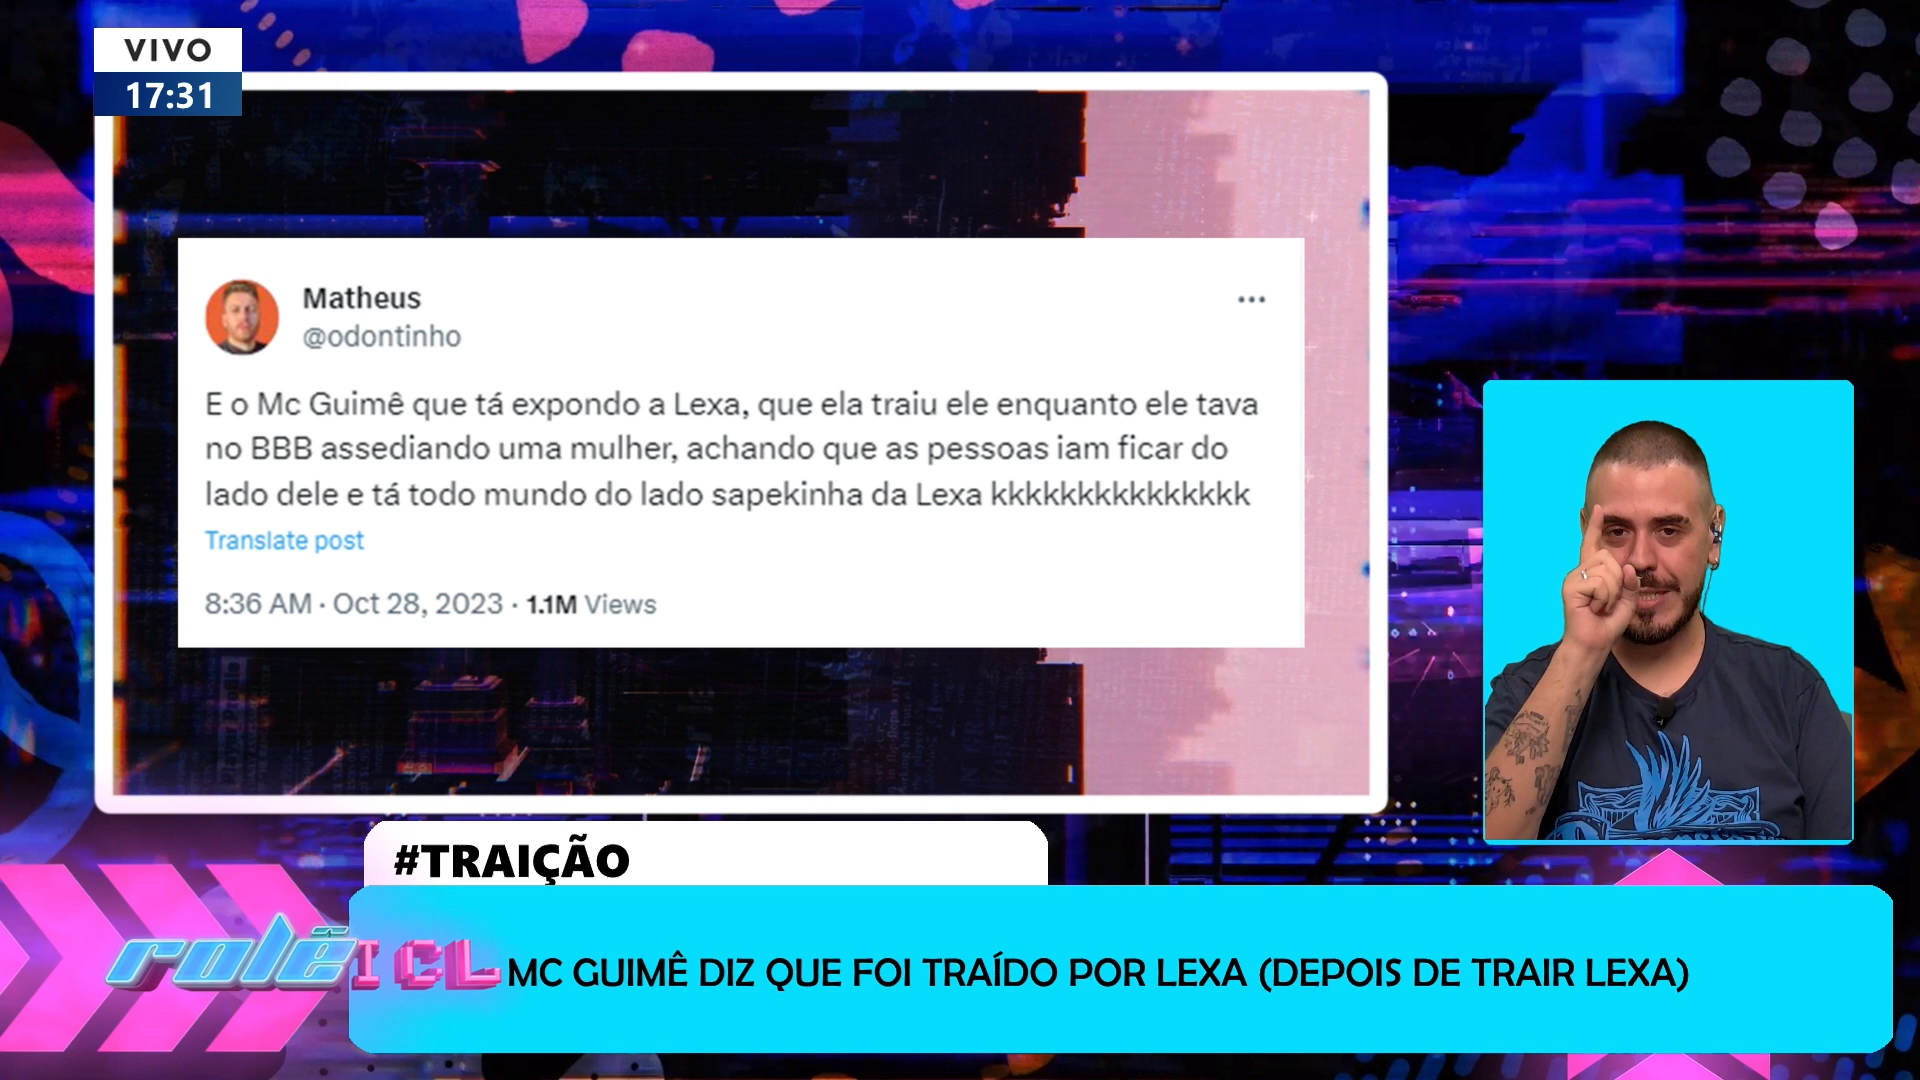 VIVO
17:31
Matheus
@odontinho
E o Mc Guimê que tá expondo a Lexa, que ela traiu ele enquanto ele tava
no BBB assediando uma mulher, achando que as pessoas iam ficar do
lado dele e tá todo mundo do lado sapekinha da Lexa kkkkkkkkkkkkkkk
Translate post
8:36 AM · Oct 28, 2023 · 1.1M Views
#TRAIÇÃO
rolê ICL
MC GUIMÊ DIZ QUE FOI TRAÍDO POR LEXA (DEPOIS DE TRAIR LEXA)